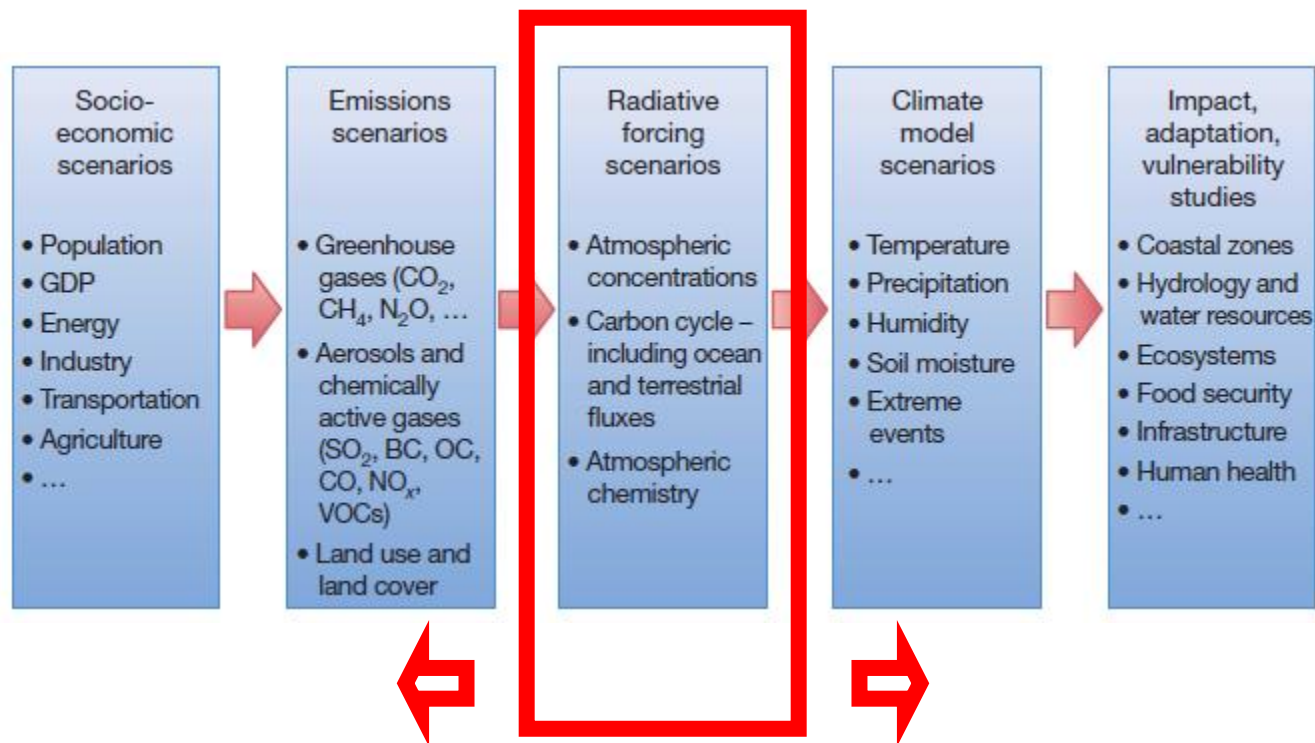 Socio-
economic
scenarios
• Population
• GDP
• Energy
• Industry
• Transportation
• Agriculture
• …
Emissions
scenarios
• Greenhouse
gases (CO₂,
CH₄, N₂O, …
• Aerosols and
chemically
active gases
(SO₂, BC, OC,
CO, NOₓ,
VOCs)
• Land use and
land cover
Radiative
forcing
scenarios
• Atmospheric
concentrations
• Carbon cycle –
including ocean
and terrestrial
fluxes
• Atmospheric
chemistry
Climate
model
scenarios
• Temperature
• Precipitation
• Humidity
• Soil moisture
• Extreme
events
• …
Impact,
adaptation,
vulnerability
studies
• Coastal zones
• Hydrology and
water resources
• Ecosystems
• Food security
• Infrastructure
• Human health
• …